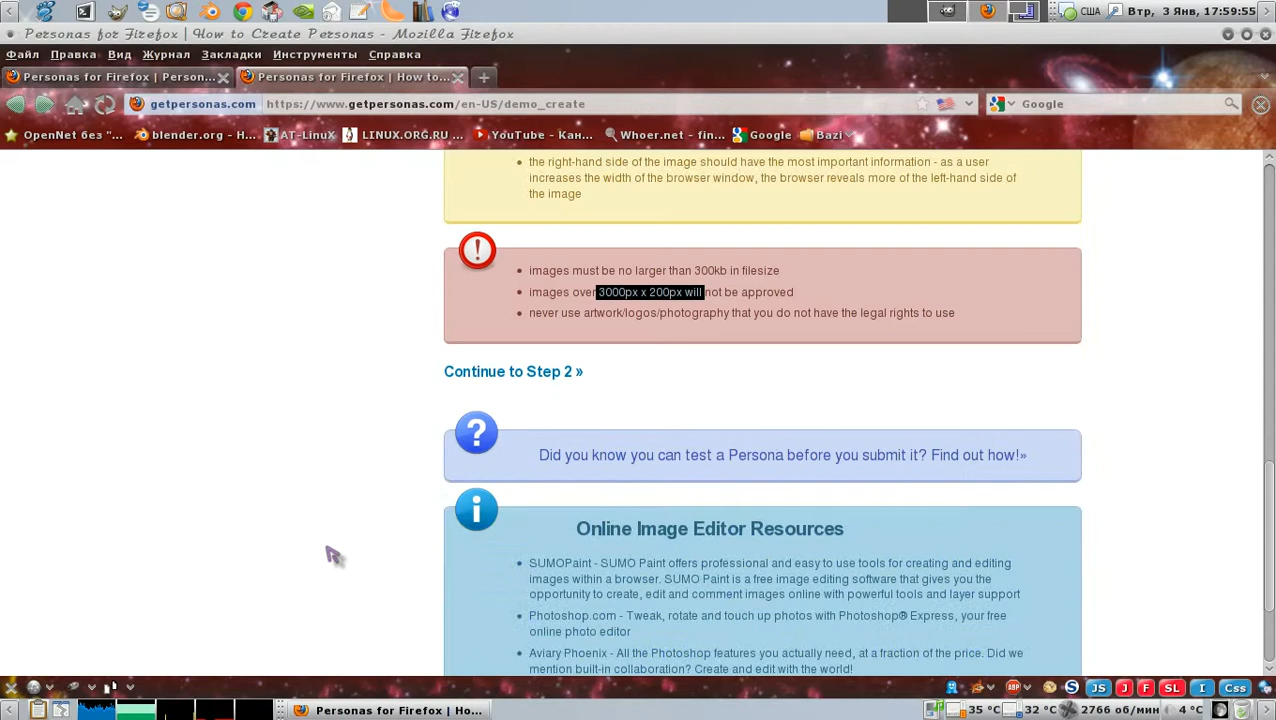 США Втр, 3 Янв, 17:59:55
Personas for Firefox | How to Create Personas - Mozilla Firefox
Файл Правка Вид Журнал Закладки Инструменты Справка
Personas for Firefox | Person... Personas for Firefox | How to...
getpersonas.com https://www.getpersonas.com/en-US/demo_create Google
OpenNet без "... blender.org - H... AT-LinuX LINUX.ORG.RU ... YouTube - Кан... Whoer.net - fin... Google Bazi
the right-hand side of the image should have the most important information - as a user
increases the width of the browser window, the browser reveals more of the left-hand side of
the image
images must be no larger than 300kb in filesize
images over 3000px x 200px will not be approved
never use artwork/logos/photography that you do not have the legal rights to use
Continue to Step 2 »
Did you know you can test a Persona before you submit it? Find out how!»
Online Image Editor Resources
SUMOPaint - SUMO Paint offers professional and easy to use tools for creating and editing
images within a browser. SUMO Paint is a free image editing software that gives you the
opportunity to create, edit and comment images online with powerful tools and layer support
Photoshop.com - Tweak, rotate and touch up photos with Photoshop® Express, your free
online photo editor
Aviary Phoenix - All the Photoshop features you actually need, at a fraction of the price. Did we
mention built-in collaboration? Create and edit with the world!
ABP S JS J F SL I Css
Personas for Firefox | Ho... 35 °C 32 °C 2766 об/мин 4 °C